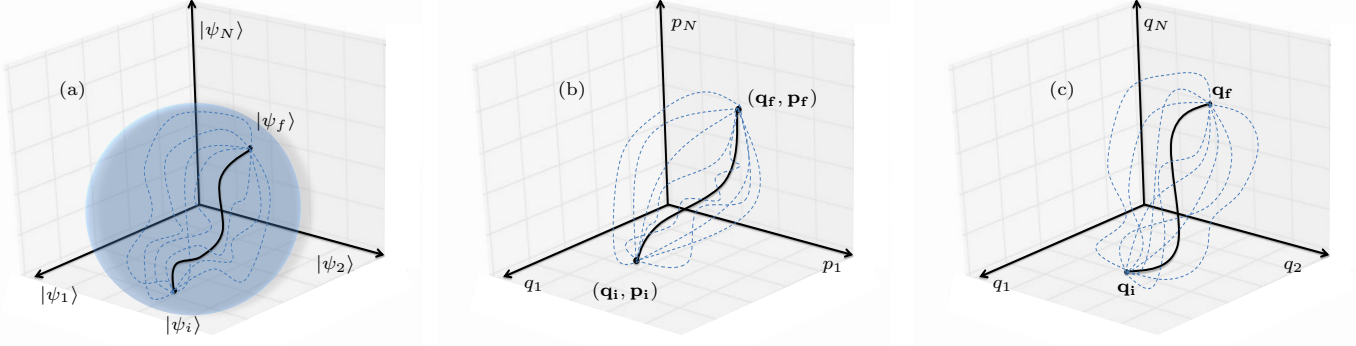 (a)
|ψ_N⟩
|ψ_f⟩
|ψ_1⟩
|ψ_2⟩
|ψ_i⟩
(b)
p_N
(q_f, p_f)
q_1
p_1
(q_i, p_i)
(c)
q_N
q_f
q_1
q_2
q_i